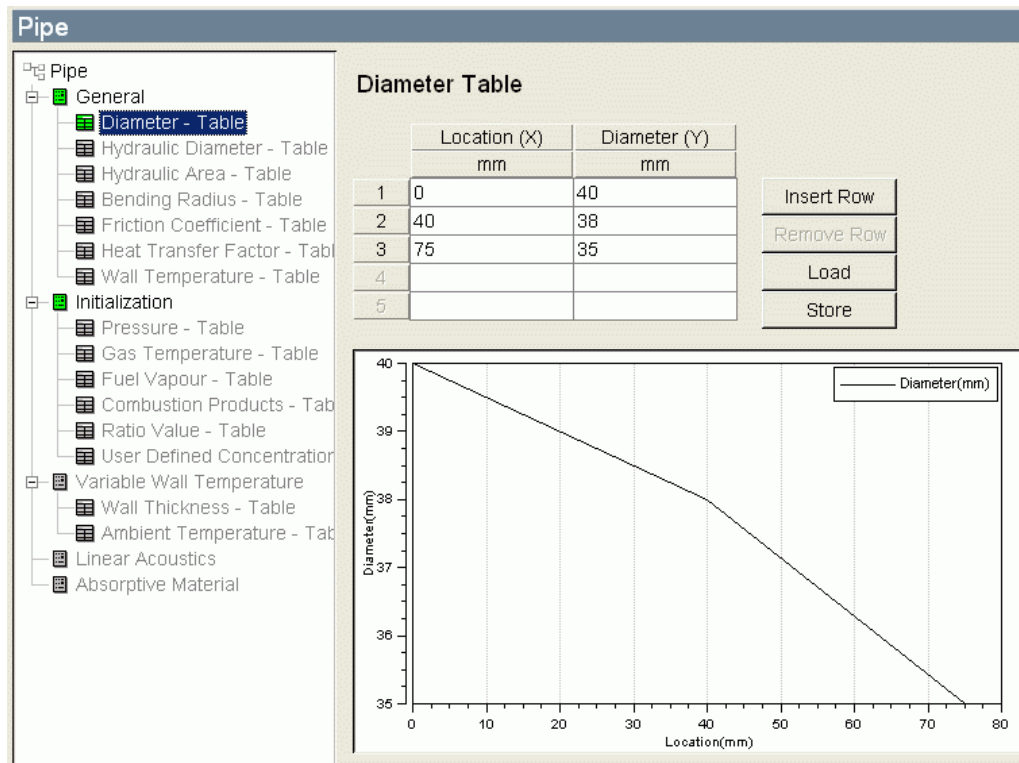 Pipe
Pipe
General
Diameter - Table
Hydraulic Diameter - Table
Hydraulic Area - Table
Bending Radius - Table
Friction Coefficient - Table
Heat Transfer Factor - Tabl
Wall Temperature - Table
Initialization
Pressure - Table
Gas Temperature - Table
Fuel Vapour - Table
Combustion Products - Tab
Ratio Value - Table
User Defined Concentration
Variable Wall Temperature
Wall Thickness - Table
Ambient Temperature - Tab
Linear Acoustics
Absorptive Material
Diameter Table
Location (X) Diameter (Y)
mm mm
1 0 40
2 40 38
3 75 35
4
5
Insert Row
Remove Row
Load
Store
Diameter(mm)
40
39
38
37
36
35
Diameter(mm)
0 10 20 30 40 50 60 70 80
Location(mm)